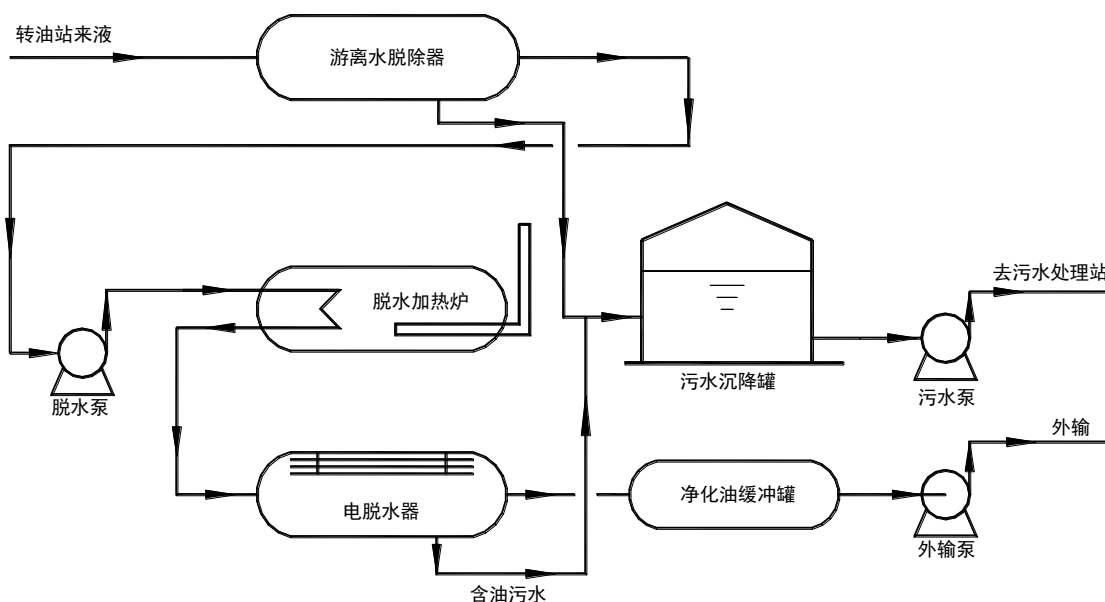 转油站来液
游离水脱除器
脱水加热炉
去污水处理站
脱水泵
污水沉降罐
污水泵
外输
电脱水器
净化油缓冲罐
外输泵
含油污水